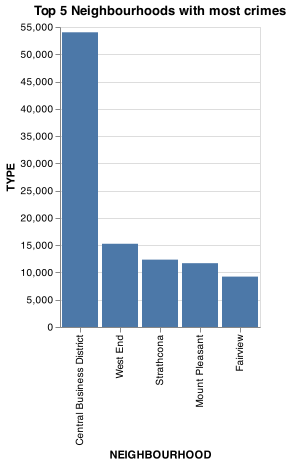 Top 5 Neighbourhoods with most crimes
55,000
50,000
45,000
40,000
35,000
30,000
25,000
20,000
15,000
10,000
5,000
0
TYPE
Central Business District
West End
Strathcona
Mount Pleasant
Fairview
NEIGHBOURHOOD